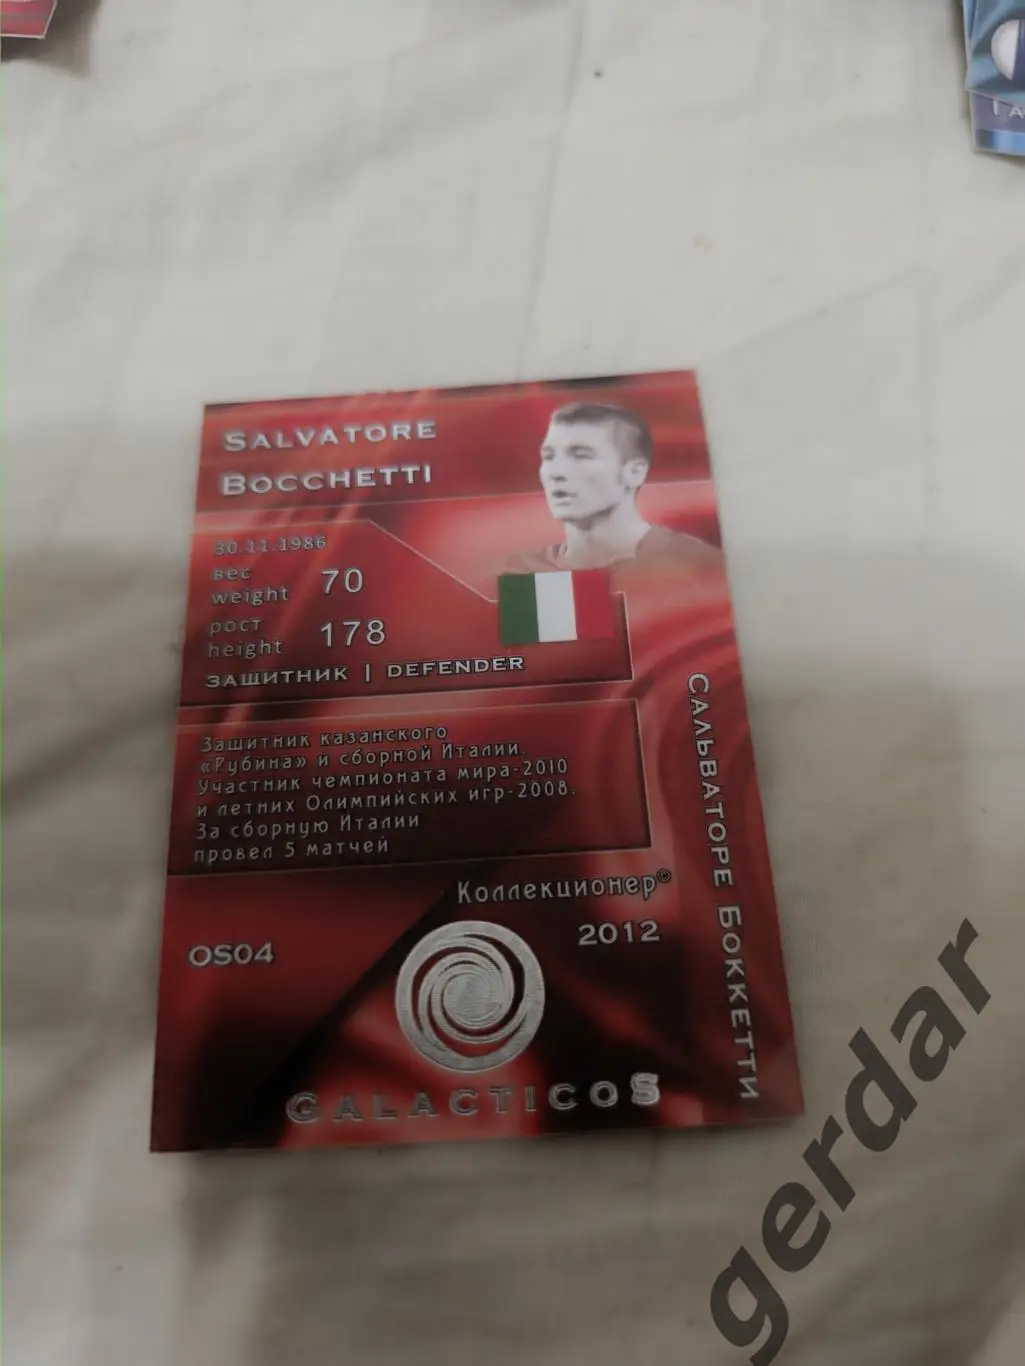 Salvatore
Bocchetti
30.11.1986
вес
weight 70
рост
height 178
защитник | defender
Защитник казанского
«Рубина» и сборной Италии.
Участник чемпионата мира-2010
и летних Олимпийских игр-2008.
За сборную Италии
провел 5 матчей
Коллекционер©
2012
OS04
GALACTICOS
Сальваторе Боккетти
gerdar